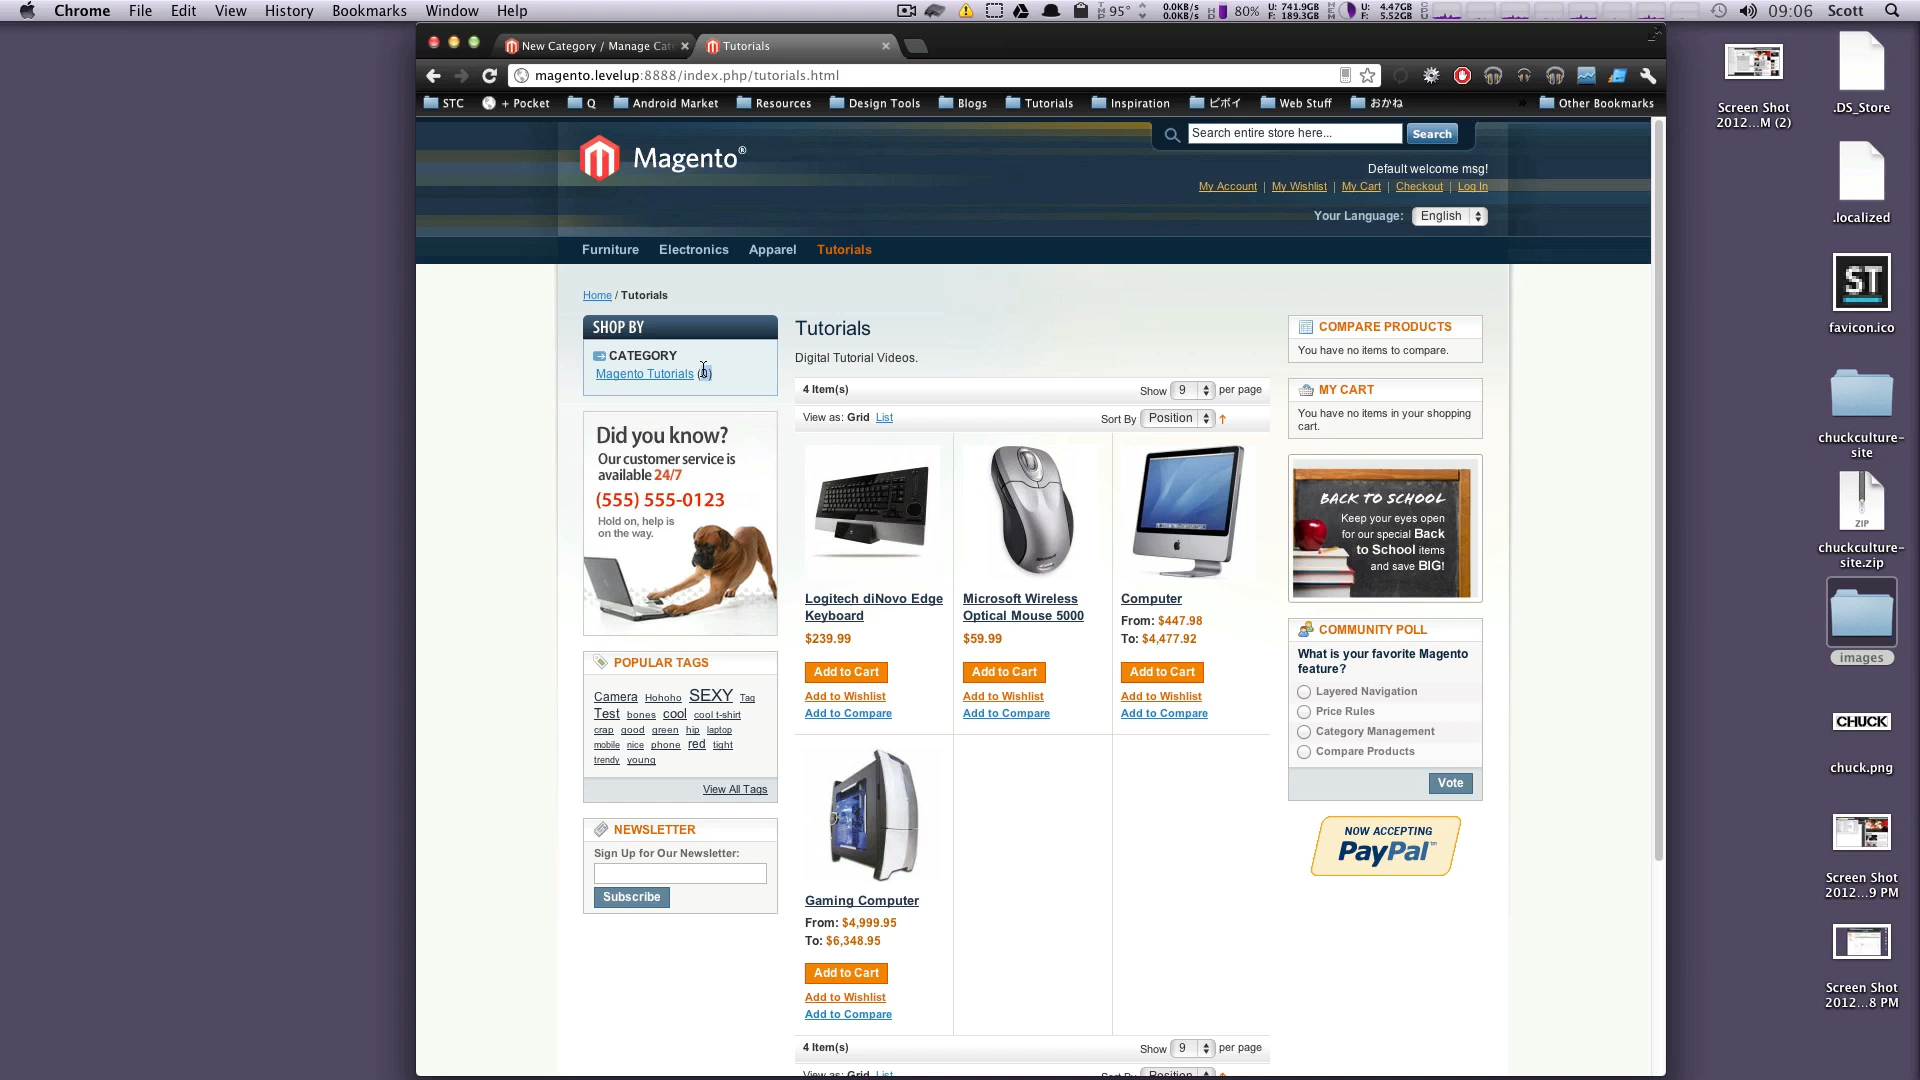 Chrome File Edit View History Bookmarks Window Help
95° 0.0KB/s 0.0KB/s 80% U: 741.9GB F: 189.3GB U: 4.47GB F: 5.52GB 09:06 Scott
New Category / Manage Cat
Tutorials
magento.levelup:8888/index.php/tutorials.html
STC + Pocket Q Android Market Resources Design Tools Blogs Tutorials Inspiration ビボイ Web Stuff おかね » Other Bookmarks
Magento®
Search entire store here... Search
Default welcome msg!
My Account | My Wishlist | My Cart | Checkout | Log In
Your Language: English
Furniture Electronics Apparel Tutorials
Home / Tutorials
SHOP BY
CATEGORY
Magento Tutorials
Did you know?
Our customer service is
available 24/7
(555) 555-0123
Hold on, help is
on the way.
POPULAR TAGS
Camera Hohoho SEXY Tag
Test bones cool cool t-shirt
crap good green hip laptop
mobile nice phone red tight
trendy young
View All Tags
NEWSLETTER
Sign Up for Our Newsletter:
Subscribe
Tutorials
Digital Tutorial Videos.
4 Item(s) Show 9 per page
View as: Grid List Sort By Position
Logitech diNovo Edge
Keyboard
$239.99
Add to Cart
Add to Wishlist
Add to Compare
Microsoft Wireless
Optical Mouse 5000
$59.99
Add to Cart
Add to Wishlist
Add to Compare
Computer
From: $447.98
To: $4,477.92
Add to Cart
Add to Wishlist
Add to Compare
Gaming Computer
From: $4,999.95
To: $6,348.95
Add to Cart
Add to Wishlist
Add to Compare
4 Item(s) Show 9 per page
View as: Grid List Sort By Position
COMPARE PRODUCTS
You have no items to compare.
MY CART
You have no items in your shopping
cart.
BACK TO SCHOOL
Keep your eyes open
for our special Back
to School items
and save BIG!
COMMUNITY POLL
What is your favorite Magento
feature?
Layered Navigation
Price Rules
Category Management
Compare Products
Vote
NOW ACCEPTING
PayPal™
Screen Shot
2012...M (2)
.DS_Store
.localized
ST
favicon.ico
chuckculture-
site
ZIP
chuckculture-
site.zip
images
CHUCK
chuck.png
Screen Shot
2012...9 PM
Screen Shot
2012...8 PM